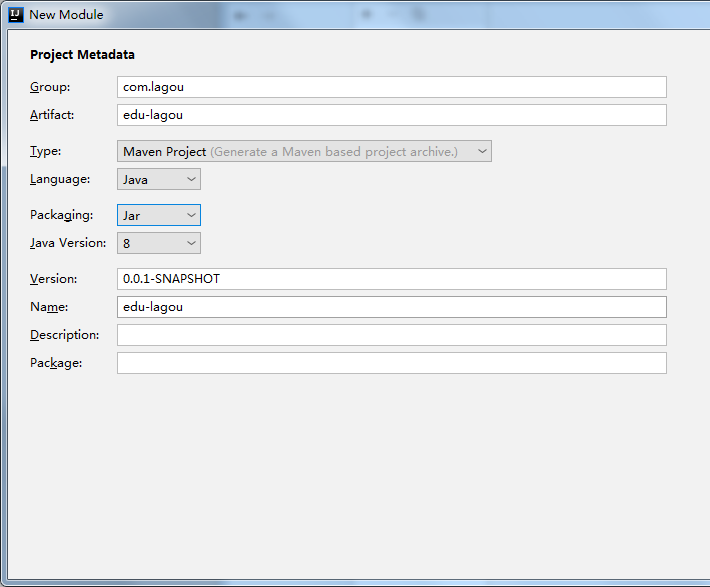 IJ New Module
Project Metadata
Group: com.lagou
Artifact: edu-lagou
Type: Maven Project (Generate a Maven based project archive.)
Language: Java
Packaging: Jar
Java Version: 8
Version: 0.0.1-SNAPSHOT
Name: edu-lagou
Description:
Package: